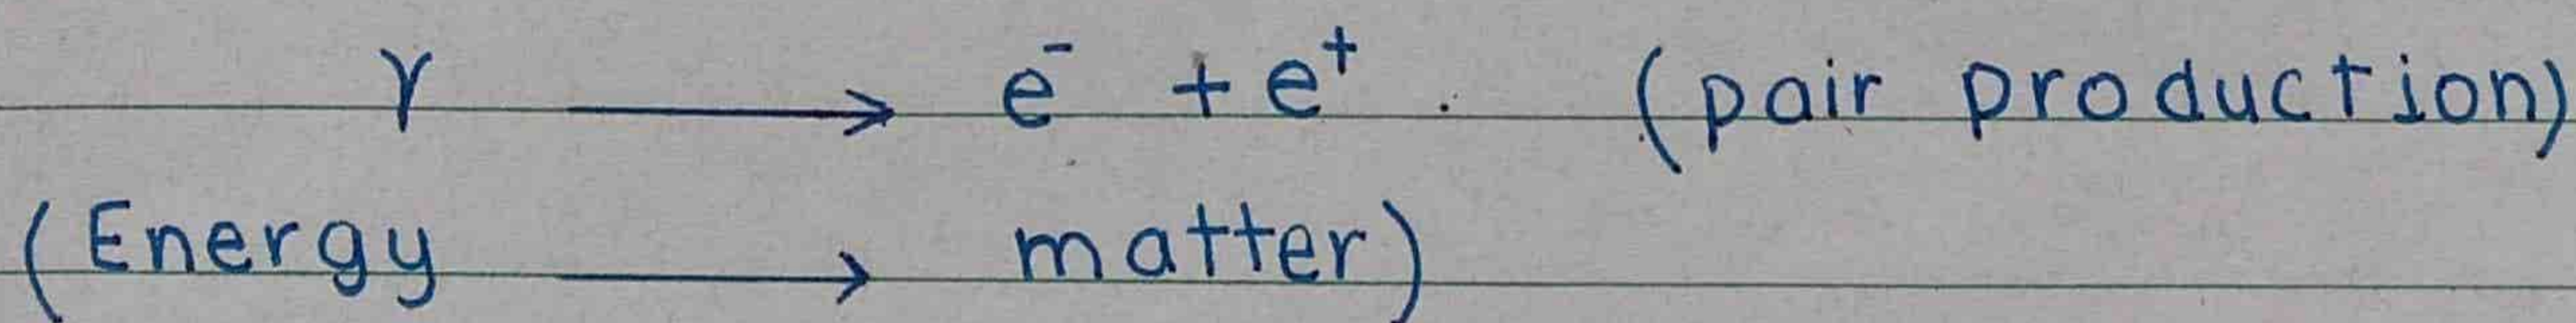 γ ⟶ e⁻ + e⁺. (pair production)
(Energy ⟶ matter)